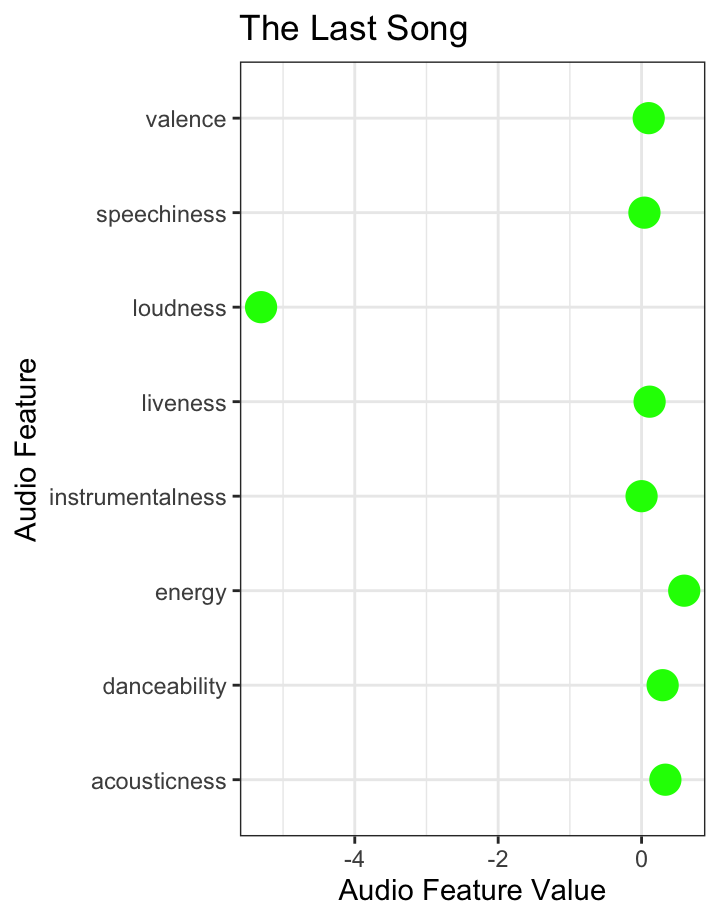 The Last Song
valence
speechiness
loudness
liveness
instrumentalness
energy
danceability
acousticness
Audio Feature
-4 -2 0
Audio Feature Value